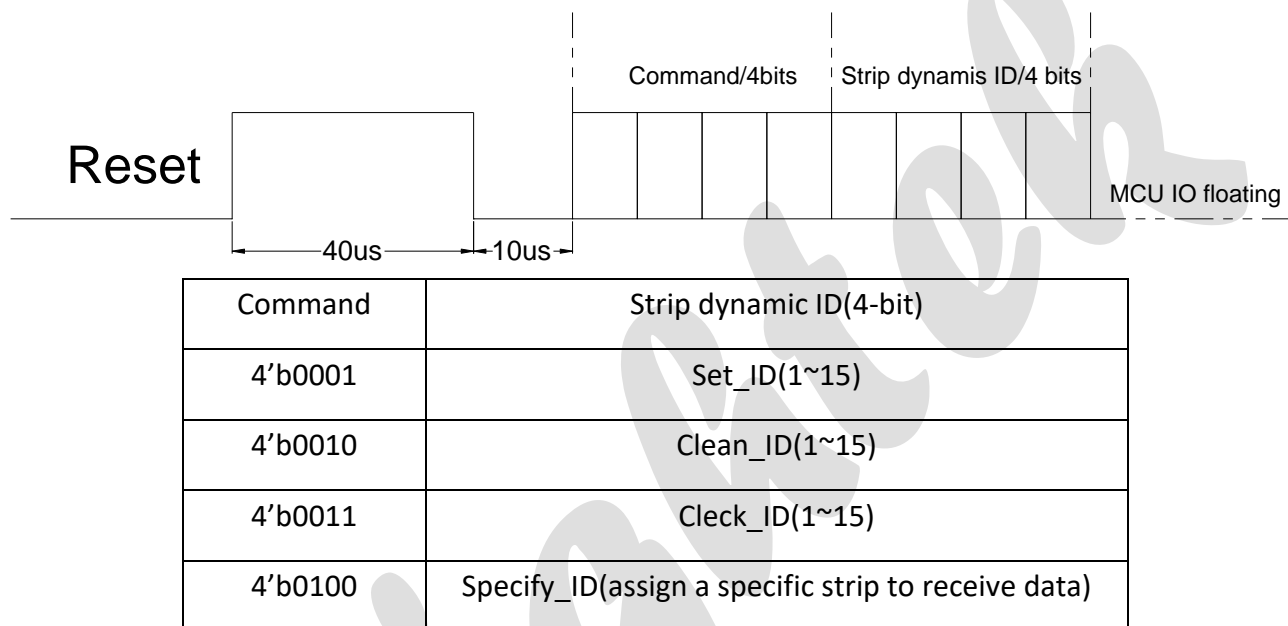 Command/4bits Strip dynamis ID/4 bits
Reset
MCU IO floating
40us 10us
Command Strip dynamic ID(4-bit)
4'b0001 Set_ID(1~15)
4'b0010 Clean_ID(1~15)
4'b0011 Cleck_ID(1~15)
4'b0100 Specify_ID(assign a specific strip to receive data)